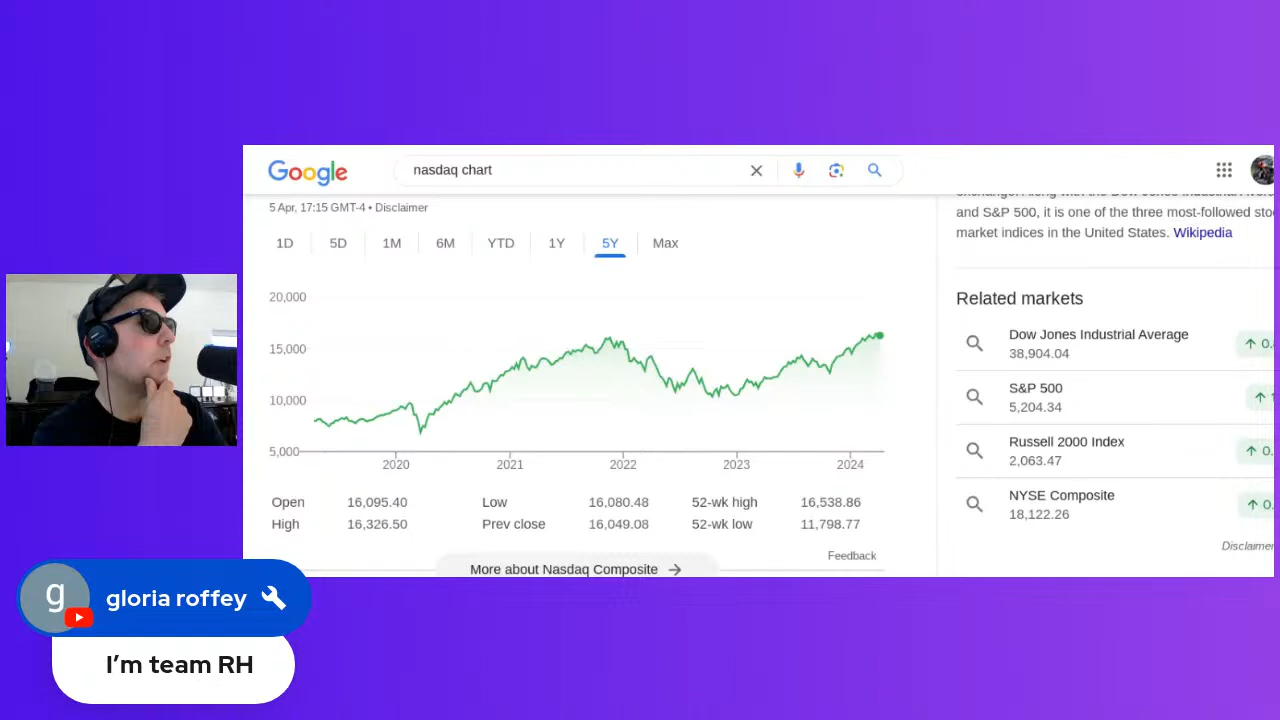 Google
nasdaq chart
5 Apr, 17:15 GMT-4 • Disclaimer
1D 5D 1M 6M YTD 1Y 5Y Max
20,000
15,000
10,000
5,000
2020 2021 2022 2023 2024
Open 16,095.40 Low 16,080.48 52-wk high 16,538.86
High 16,326.50 Prev close 16,049.08 52-wk low 11,798.77
Feedback
More about Nasdaq Composite
and S&P 500, it is one of the three most-followed
market indices in the United States. Wikipedia
Related markets
Dow Jones Industrial Average
38,904.04
S&P 500
5,204.34
Russell 2000 Index
2,063.47
NYSE Composite
18,122.26
Disclaimer
g
gloria roffey
I’m team RH